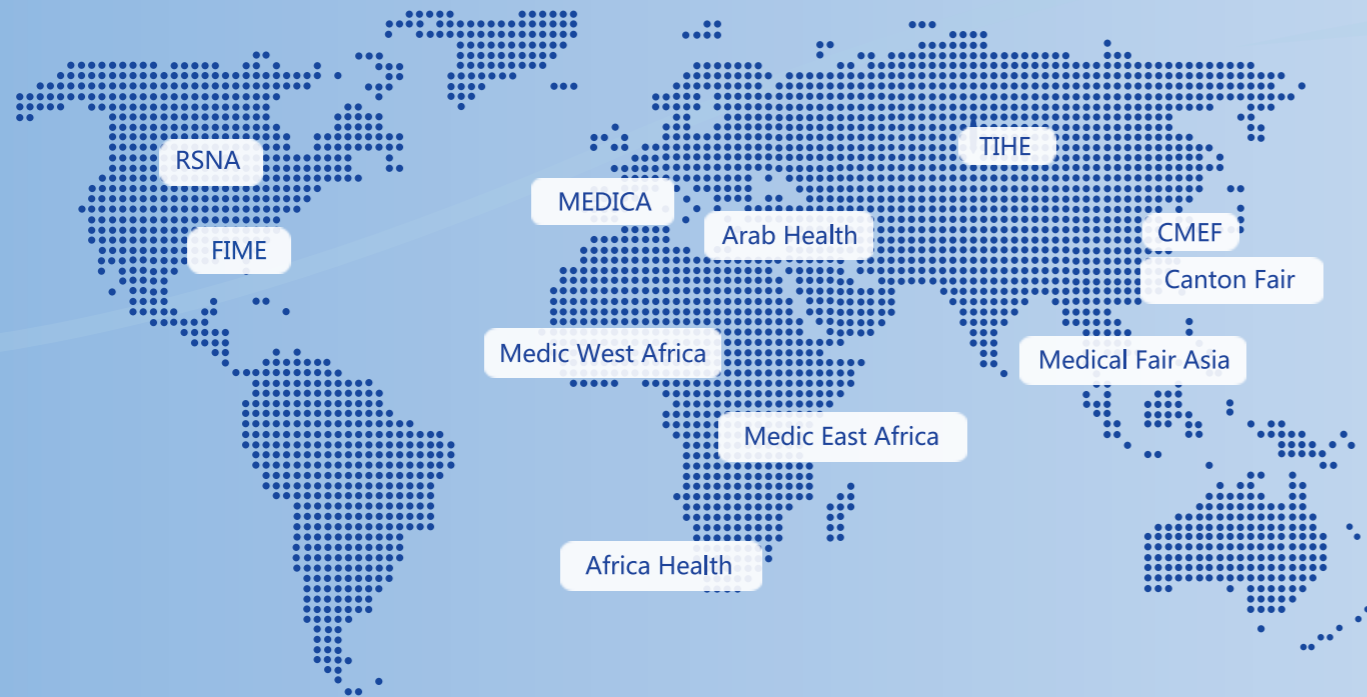 TIHE
RSNA
MEDICA
Arab Health
CMEF
FIME
Canton Fair
Medic West Africa
Medical Fair Asia
Medic East Africa
Africa Health